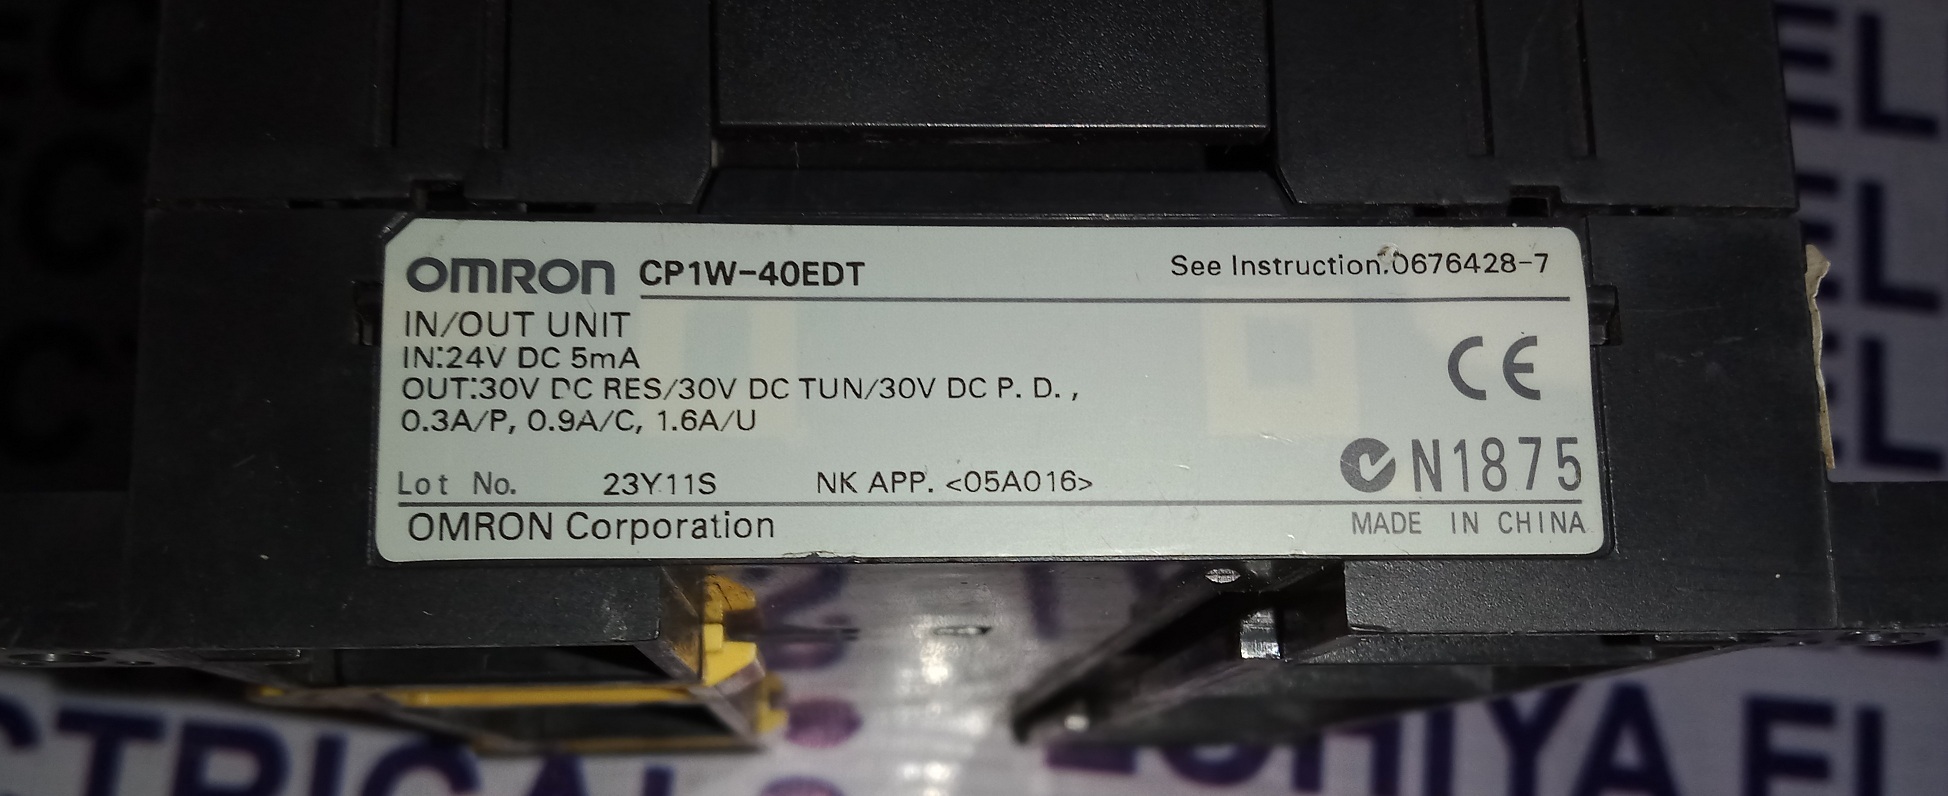 OMRON CP1W-40EDT
See Instruction.0676428-7
IN/OUT UNIT
IN:24V DC 5mA
OUT:30V DC RES/30V DC TUN/30V DC P. D. ,
0.3A/P, 0.9A/C, 1.6A/U
CE
Lot No. 23Y11S NK APP. <05A016>
N1875
OMRON Corporation
MADE IN CHINA